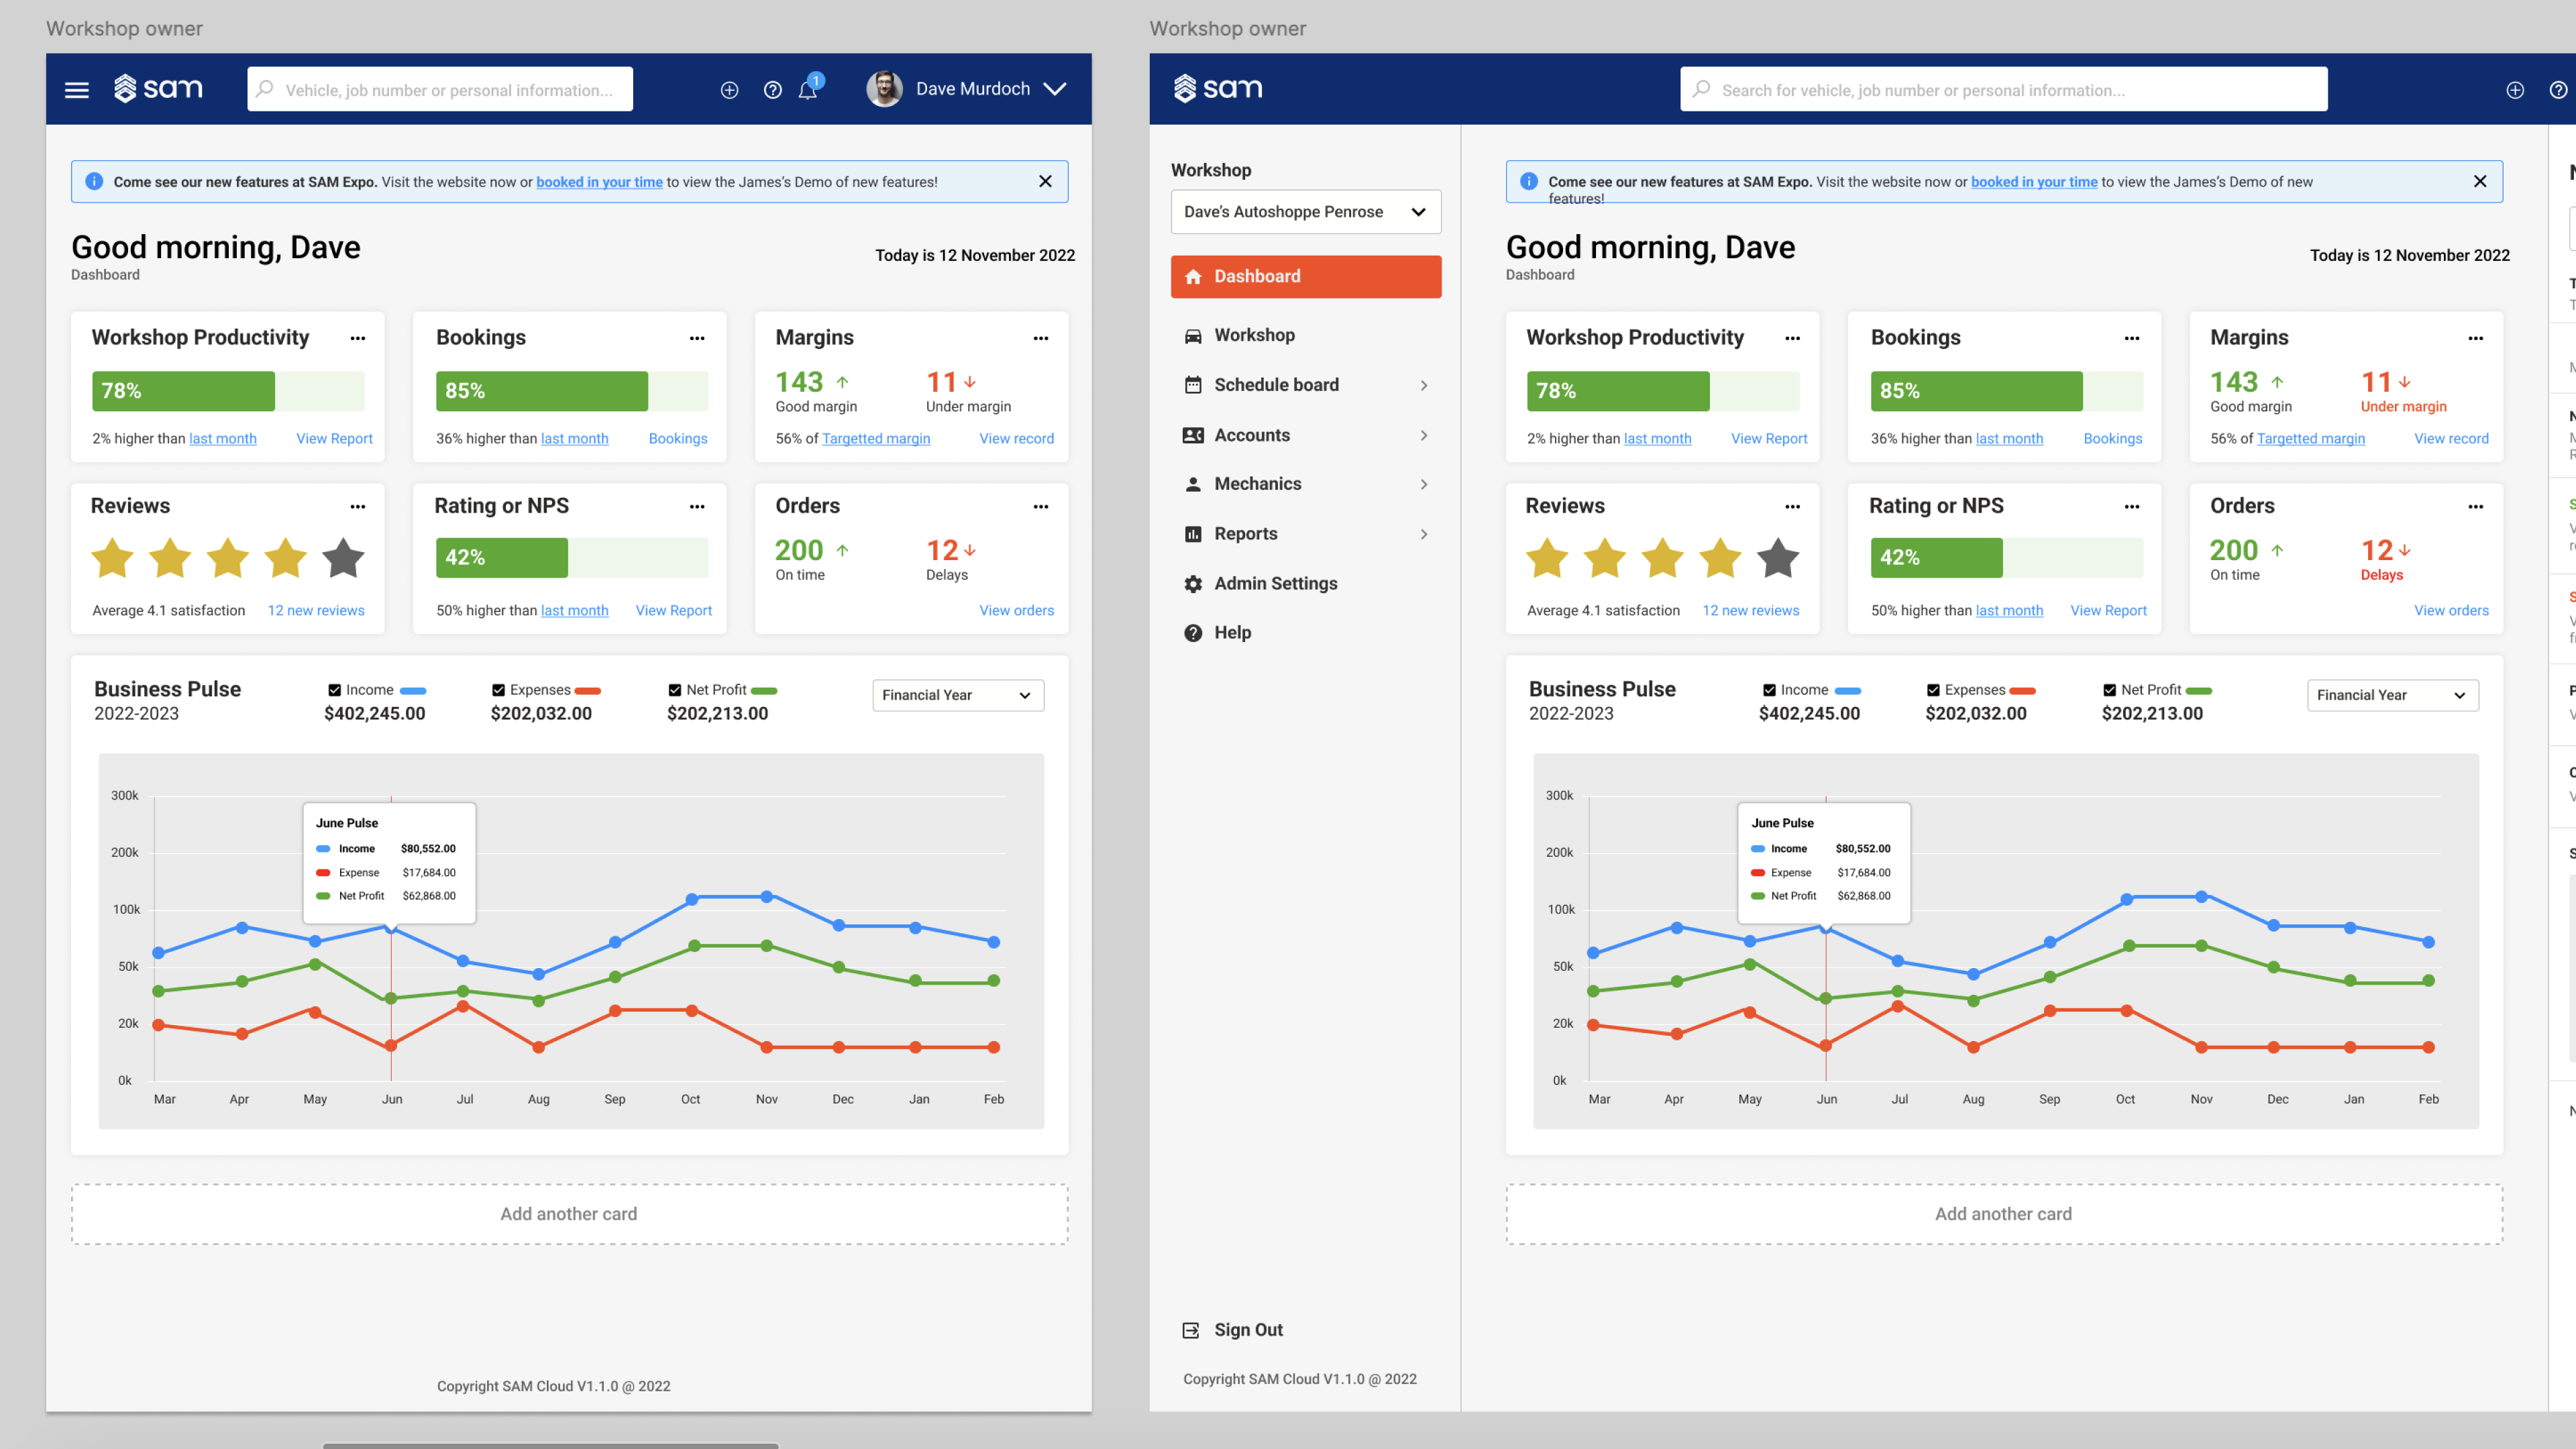 Workshop owner
sam
Vehicle, job number or personal information...
1
Dave Murdoch
Come see our new features at SAM Expo. Visit the website now or booked in your time to view the James's Demo of new features!
Good morning, Dave
Dashboard
Today is 12 November 2022
Workshop Productivity
78%
2% higher than last month View Report
Bookings
85%
36% higher than last month Bookings
Margins
143 11
Good margin Under margin
56% of Targetted margin View record
Reviews
Average 4.1 satisfaction 12 new reviews
Rating or NPS
42%
50% higher than last month View Report
Orders
200 12
On time Delays
View orders
Business Pulse
2022-2023
Income
$402,245.00
Expenses
$202,032.00
Net Profit
$202,213.00
Financial Year
300k
200k
100k
50k
20k
0k
June Pulse
Income $80,552.00
Expense $17,684.00
Net Profit $62,868.00
Mar Apr May Jun Jul Aug Sep Oct Nov Dec Jan Feb
Add another card
Copyright SAM Cloud V1.1.0 @ 2022
Workshop owner
sam
Search for vehicle, job number or personal information...
Workshop
Dave's Autoshoppe Penrose
Dashboard
Workshop
Schedule board
Accounts
Mechanics
Reports
Admin Settings
Help
Sign Out
Copyright SAM Cloud V1.1.0 @ 2022
Come see our new features at SAM Expo. Visit the website now or booked in your time to view the James's Demo of new
features!
Good morning, Dave
Dashboard
Today is 12 November 2022
Workshop Productivity
78%
2% higher than last month View Report
Bookings
85%
36% higher than last month Bookings
Margins
143 11
Good margin Under margin
56% of Targetted margin View record
Reviews
Average 4.1 satisfaction 12 new reviews
Rating or NPS
42%
50% higher than last month View Report
Orders
200 12
On time Delays
View orders
Business Pulse
2022-2023
Income
$402,245.00
Expenses
$202,032.00
Net Profit
$202,213.00
Financial Year
300k
200k
100k
50k
20k
0k
June Pulse
Income $80,552.00
Expense $17,684.00
Net Profit $62,868.00
Mar Apr May Jun Jul Aug Sep Oct Nov Dec Jan Feb
Add another card